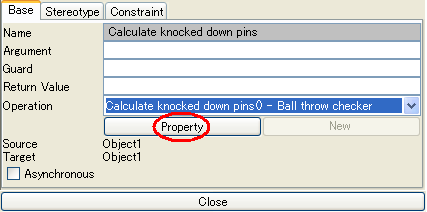 Base Stereotype Constraint
Name Calculate knocked down pins
Argument
Guard
Return Value
Operation Calculate knocked down pins() - Ball throw checker
Property New
Source Object1
Target Object1
Asynchronous
Close